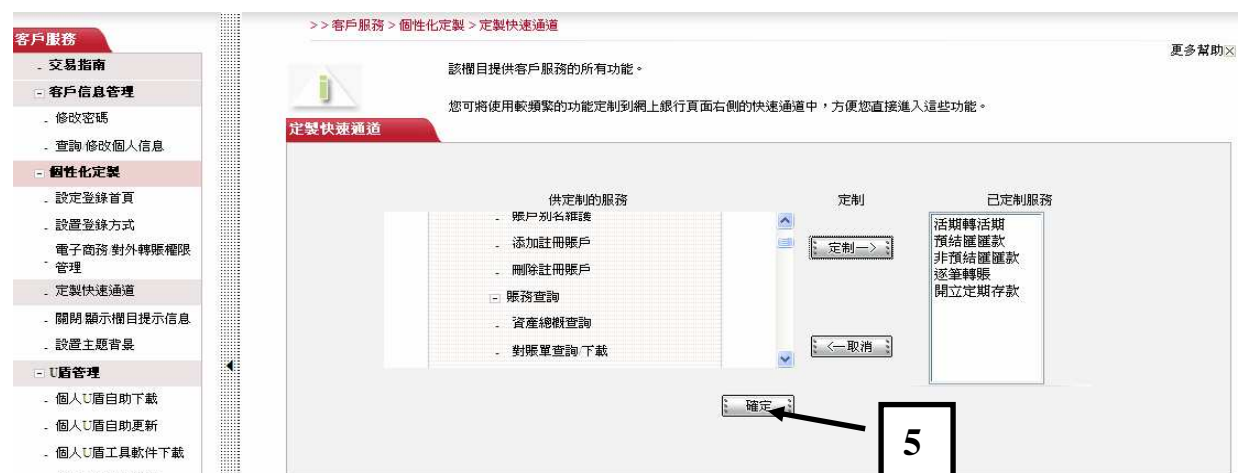 >>客戶服務>個性化定製>定製快速通道
更多幫助
客戶服務
交易指南
客戶信息管理
修改密碼
查詢 修改個人信息
個性化定製
設定登錄首頁
設置登錄方式
電子商務 對外轉賬權限
管理
定製快速通道
關閉 顯示欄目提示信息
設置主題背景
U盾管理
個人U盾自助下載
個人U盾自助更新
個人U盾工具軟件下載
該欄目提供客戶服務的所有功能。
您可將使用較頻繁的功能定制到網上銀行頁面右側的快速通道中，方便您直接進入這些功能。
定製快速通道
供定制的服務
賬戶別名維護
添加註冊賬戶
刪除註冊賬戶
賬務查詢
資產總概查詢
對賬單查詢 下載
定制
定制—>
<—取消
已定制服務
活期轉活期
預結匯匯款
非預結匯匯款
逐筆轉賬
開立定期存款
確定
5